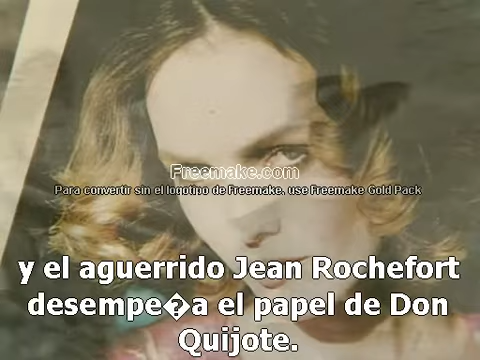 Freemake.com
Para convertir sin el logotipo de Freemake, use Freemake Gold Pack
y el aguerrido Jean Rochefort
desempe�a el papel de Don
Quijote.